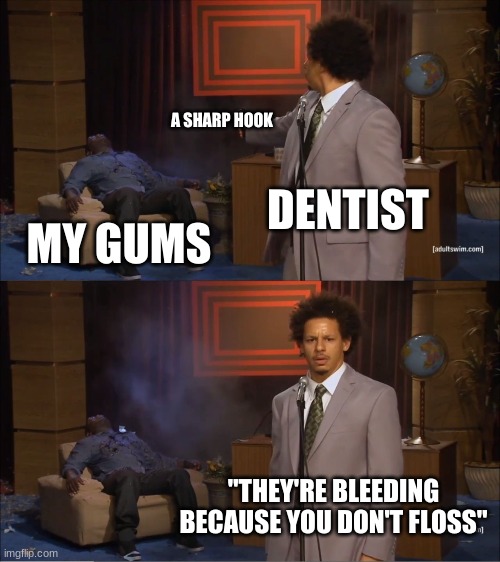 A SHARP HOOK
DENTIST
MY GUMS
[adultswim.com]
"THEY'RE BLEEDING
BECAUSE YOU DON'T FLOSS"
imgflip.com